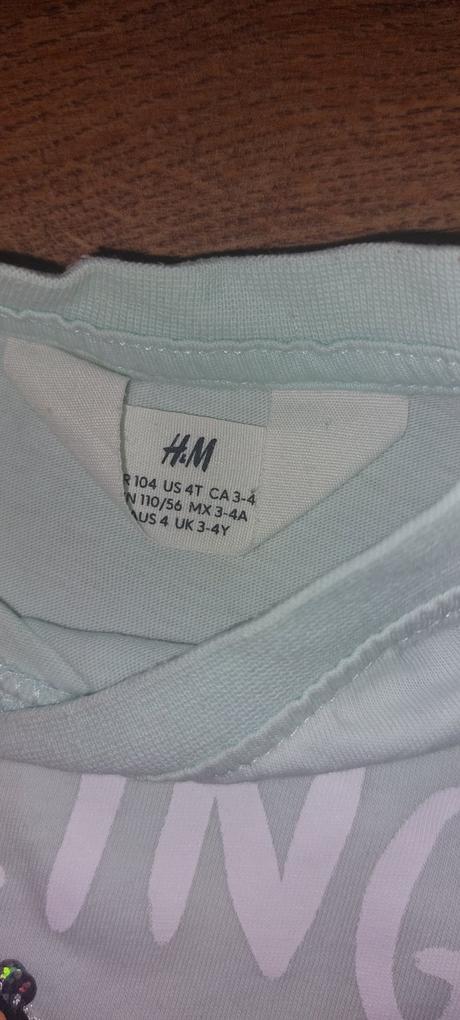 H&M
R 104 US 4T CA 3-4
N 110/56 MX 3-4A
AUS 4 UK 3-4Y
ING